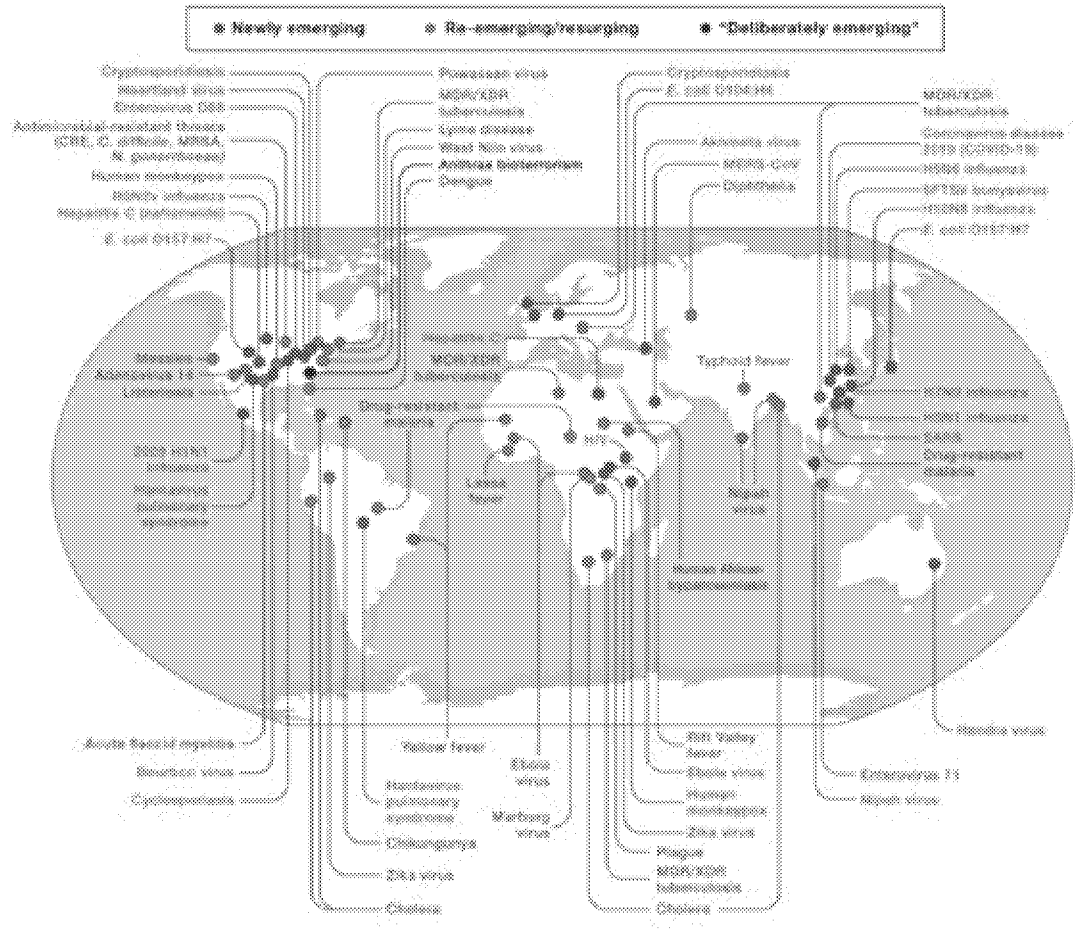 Newly emerging
Re-emerging/resurging
"Deliberately emerging"
Cryptosporidiosis
Heartland virus
Enterovirus D68
Antimicrobial-resistant threats
(CRE, C. difficile, MRSA,
N. gonorrhoeae)
Human monkeypox
H3N2v influenza
Hepatitis C
E. coli O157:H7
Powassan virus
MDR/XDR
tuberculosis
Lyme disease
West Nile virus
Anthrax bioterrorism
Dengue
Cryptosporidiosis
E. coli O104:H4
Akhmeta virus
MERS-CoV
Diphtheria
MDR/XDR
tuberculosis
Coronavirus disease
2019 (COVID-19)
H5N6 influenza
SFTSV bunyavirus
H10N8 influenza
E. coli O157:H7
Measles
Adenovirus 14
Listeriosis
2009 H1N1
influenza
Hantavirus
pulmonary
syndrome
Hepatitis C
MDR/XDR
tuberculosis
Drug-resistant
malaria
HIV
Lassa
fever
Typhoid fever
Nipah
virus
Human African
trypanosomiasis
H7N9 influenza
H5N1 influenza
SARS
Drug-resistant
malaria
Acute flaccid myelitis
Bourbon virus
Cyclosporiasis
Yellow fever
Hantavirus
pulmonary
syndrome
Chikungunya
Zika virus
Cholera
Ebola
virus
Marburg
virus
Rift Valley
fever
Ebola virus
Human
monkeypox
Zika virus
Plague
MDR/XDR
tuberculosis
Cholera
Hendra virus
Enterovirus 71
Nipah virus